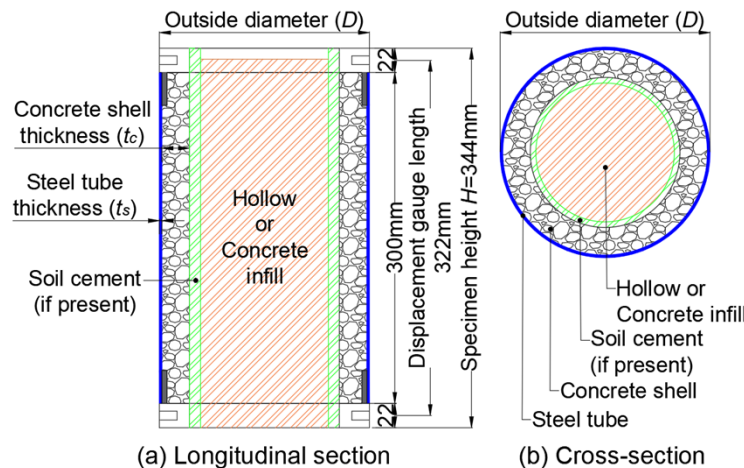 Outside diameter (D)
Outside diameter (D)
22
Concrete shell
thickness (tc)
Steel tube
thickness (ts)
Soil cement
(if present)
Hollow
or
Concrete
infill
300mm
Displacement gauge length
322mm
Specimen height H=344mm
22
Hollow or
Concrete infill
Soil cement
(if present)
Concrete shell
Steel tube
(a) Longitudinal section
(b) Cross-section